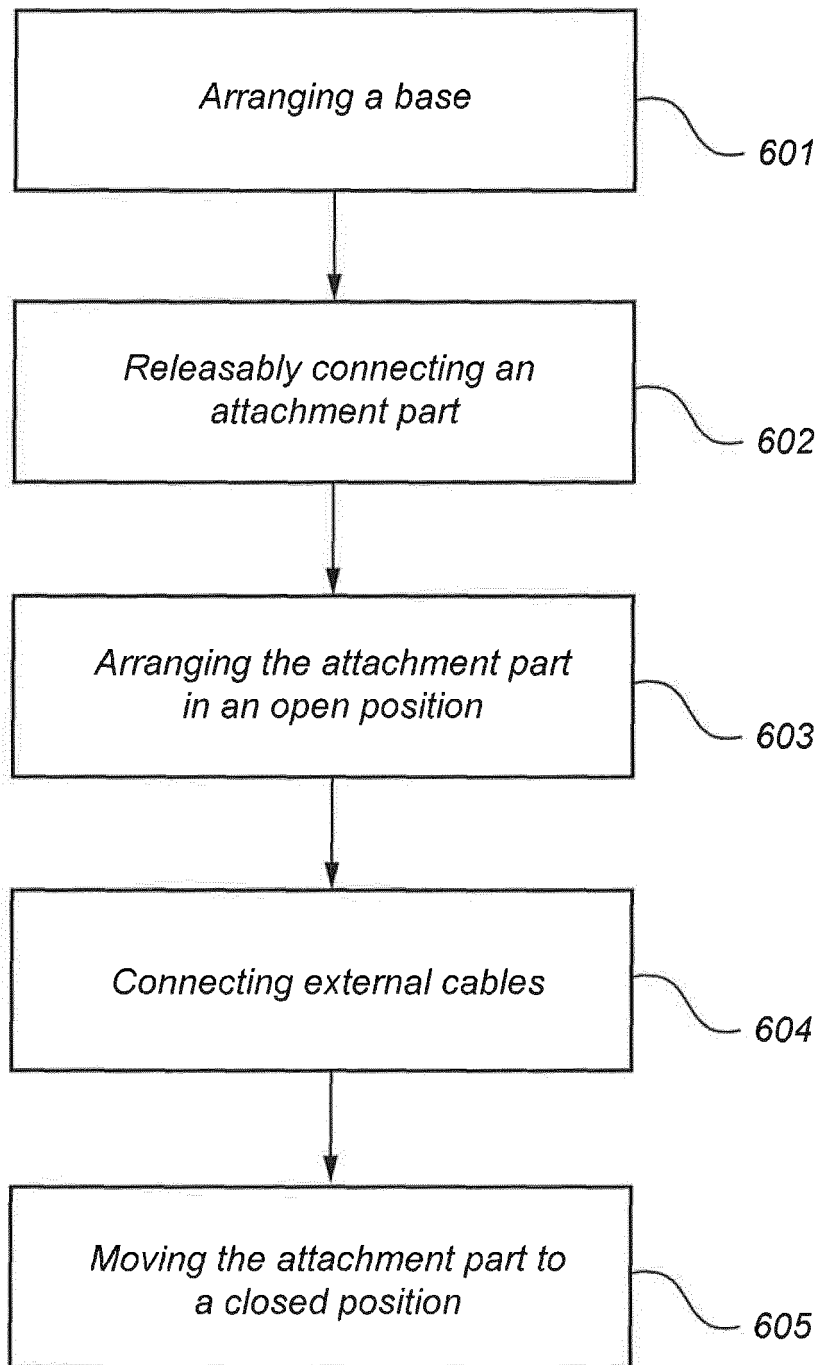 Arranging a base
601
Releasably connecting an
attachment part
602
Arranging the attachment part
in an open position
603
Connecting external cables
604
Moving the attachment part to
a closed position
605